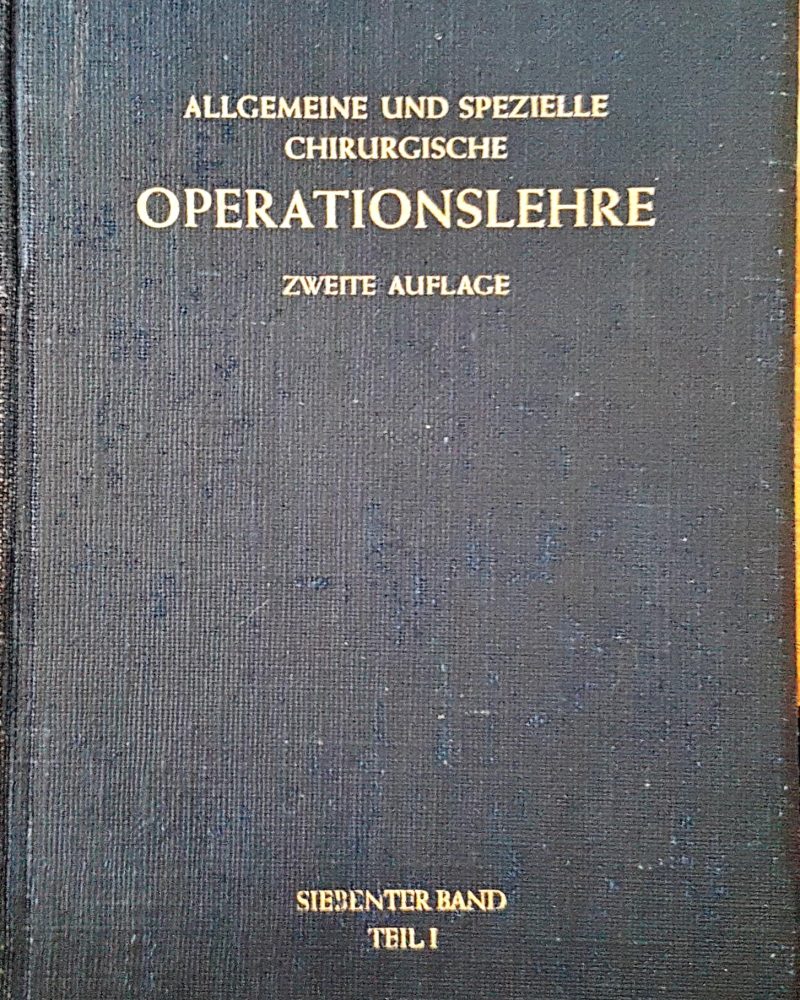 ALLGEMEINE UND SPEZIELLE
CHIRURGISCHE
OPERATIONSLEHRE
ZWEITE AUFLAGE
SIEBENTER BAND
TEIL I